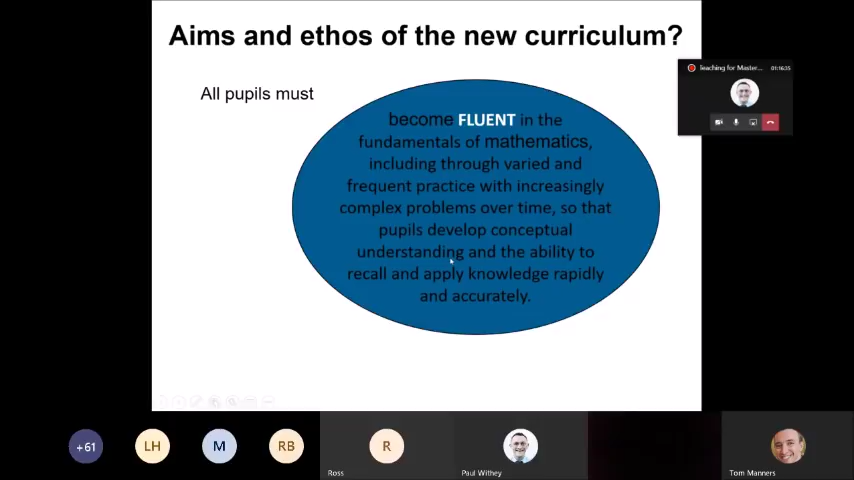 Aims and ethos of the new curriculum?
Teaching for Master... 01:16:35
All pupils must
become FLUENT in the
fundamentals of mathematics,
including through varied and
frequent practice with increasingly
complex problems over time, so that
pupils develop conceptual
understanding and the ability to
recall and apply knowledge rapidly
and accurately.
+61
LH
M
RB
R
Ross
Paul Withey
Tom Manners